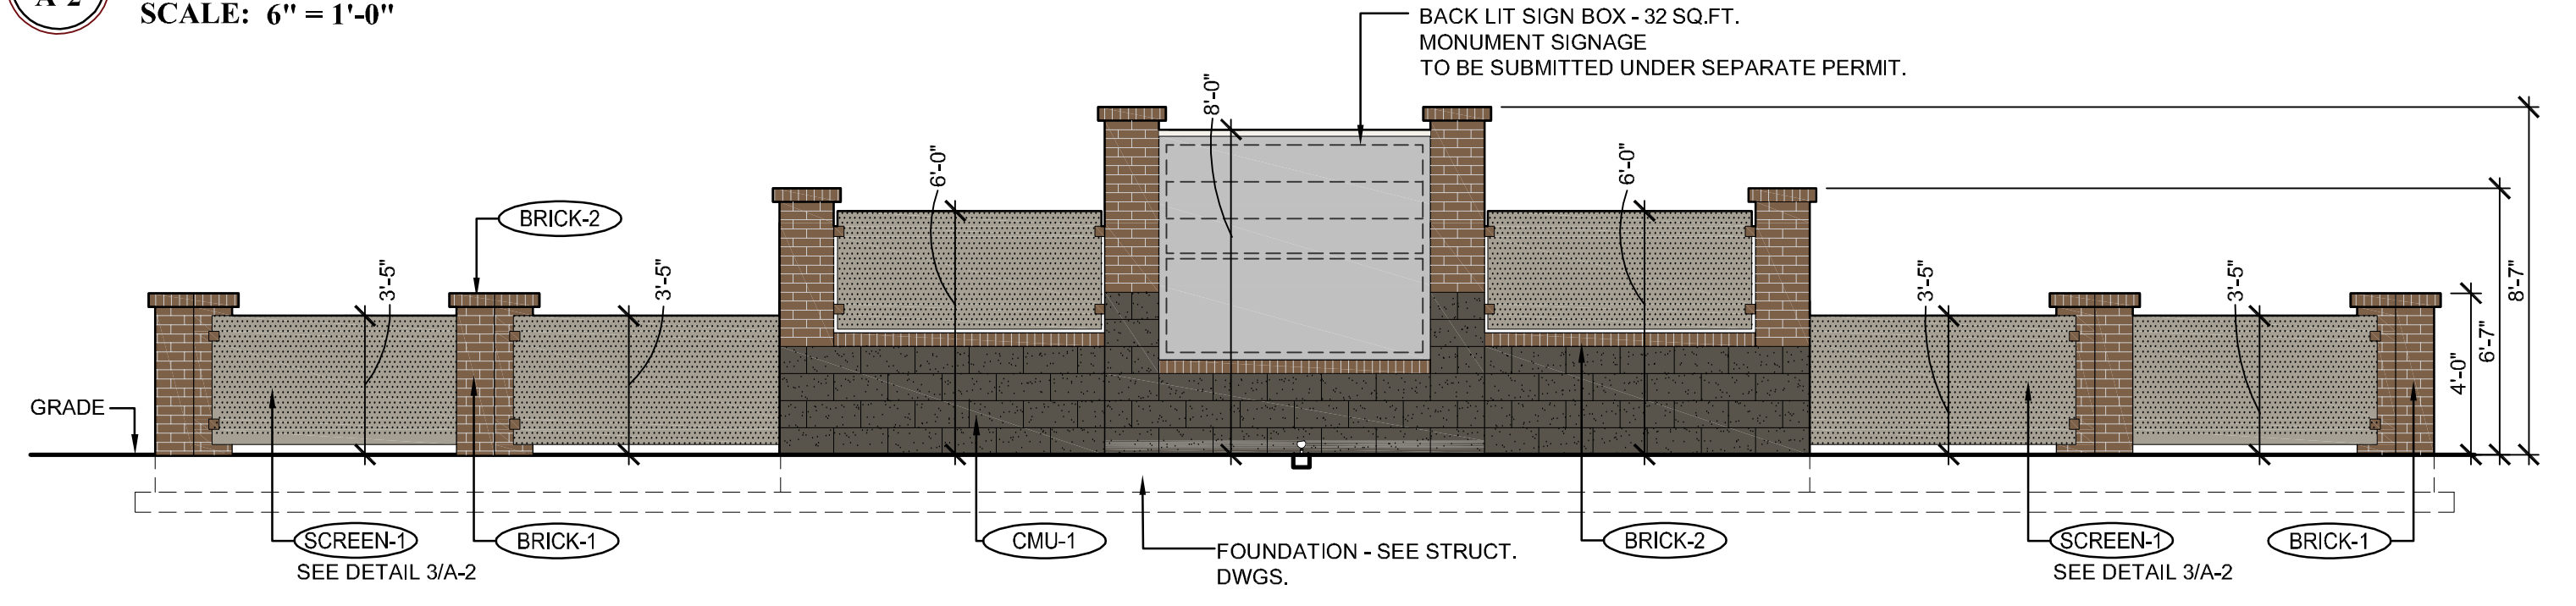 A-2
SCALE: 6" = 1'-0"
BACK LIT SIGN BOX - 32 SQ.FT.
MONUMENT SIGNAGE
TO BE SUBMITTED UNDER SEPARATE PERMIT.
8'-0"
6'-0"
6'-0"
BRICK-2
3'-5"
3'-5"
3'-5"
3'-5"
8'-7"
6'-7"
4'-0"
GRADE
SCREEN-1
SEE DETAIL 3/A-2
BRICK-1
CMU-1
FOUNDATION - SEE STRUCT.
DWGS.
BRICK-2
SCREEN-1
SEE DETAIL 3/A-2
BRICK-1